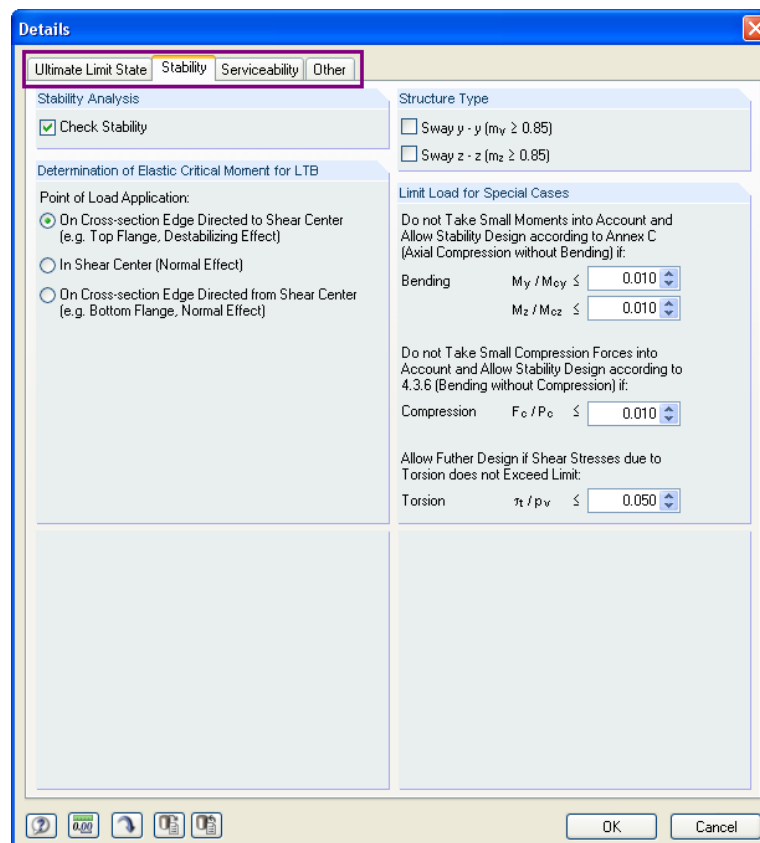 Details
Ultimate Limit State Stability Serviceability Other
Stability Analysis
Check Stability
Determination of Elastic Critical Moment for LTB
Point of Load Application:
On Cross-section Edge Directed to Shear Center
(e.g. Top Flange, Destabilizing Effect)
In Shear Center (Normal Effect)
On Cross-section Edge Directed from Shear Center
(e.g. Bottom Flange, Normal Effect)
Structure Type
Sway y - y (my ≥ 0.85)
Sway z - z (mz ≥ 0.85)
Limit Load for Special Cases
Do not Take Small Moments into Account and
Allow Stability Design according to Annex C
(Axial Compression without Bending) if:
Bending My / Mcy ≤ 0.010
Mz / Mcz ≤ 0.010
Do not Take Small Compression Forces into
Account and Allow Stability Design according to
4.3.6 (Bending without Compression) if:
Compression Fc / Pc ≤ 0.010
Allow Futher Design if Shear Stresses due to
Torsion does not Exceed Limit:
Torsion τt / pv ≤ 0.050
0.00
OK Cancel